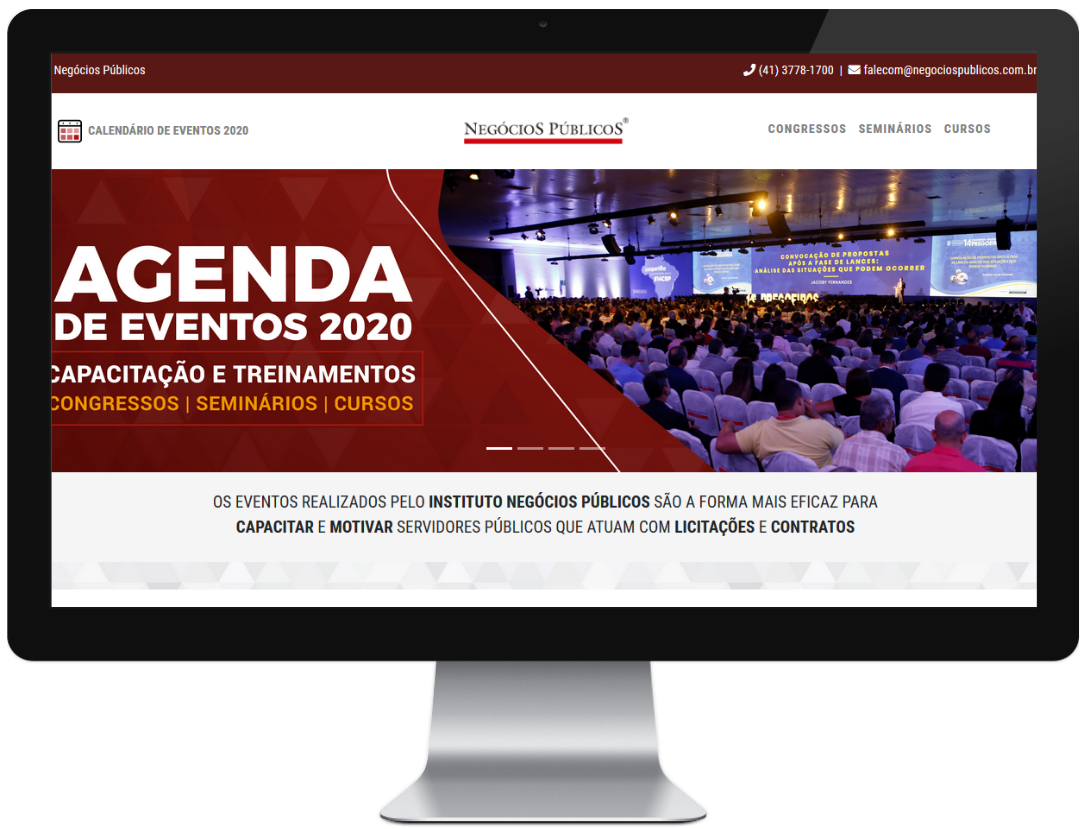 Negócios Públicos
(41) 3778-1700 | falecom@negociospublicos.com.br
CALENDÁRIO DE EVENTOS 2020
NEGÓCIOS PÚBLICOS®
CONGRESSOS SEMINÁRIOS CURSOS
AGENDA
DE EVENTOS 2020
CAPACITAÇÃO E TREINAMENTOS
CONGRESSOS | SEMINÁRIOS | CURSOS
CONVOCAÇÃO DE PROPOSTAS
APÓS A FASE DE LANCES:
ANÁLISE DAS SITUAÇÕES QUE PODEM OCORRER
JACOBY FERNANDES
OS EVENTOS REALIZADOS PELO INSTITUTO NEGÓCIOS PÚBLICOS SÃO A FORMA MAIS EFICAZ PARA
CAPACITAR E MOTIVAR SERVIDORES PÚBLICOS QUE ATUAM COM LICITAÇÕES E CONTRATOS